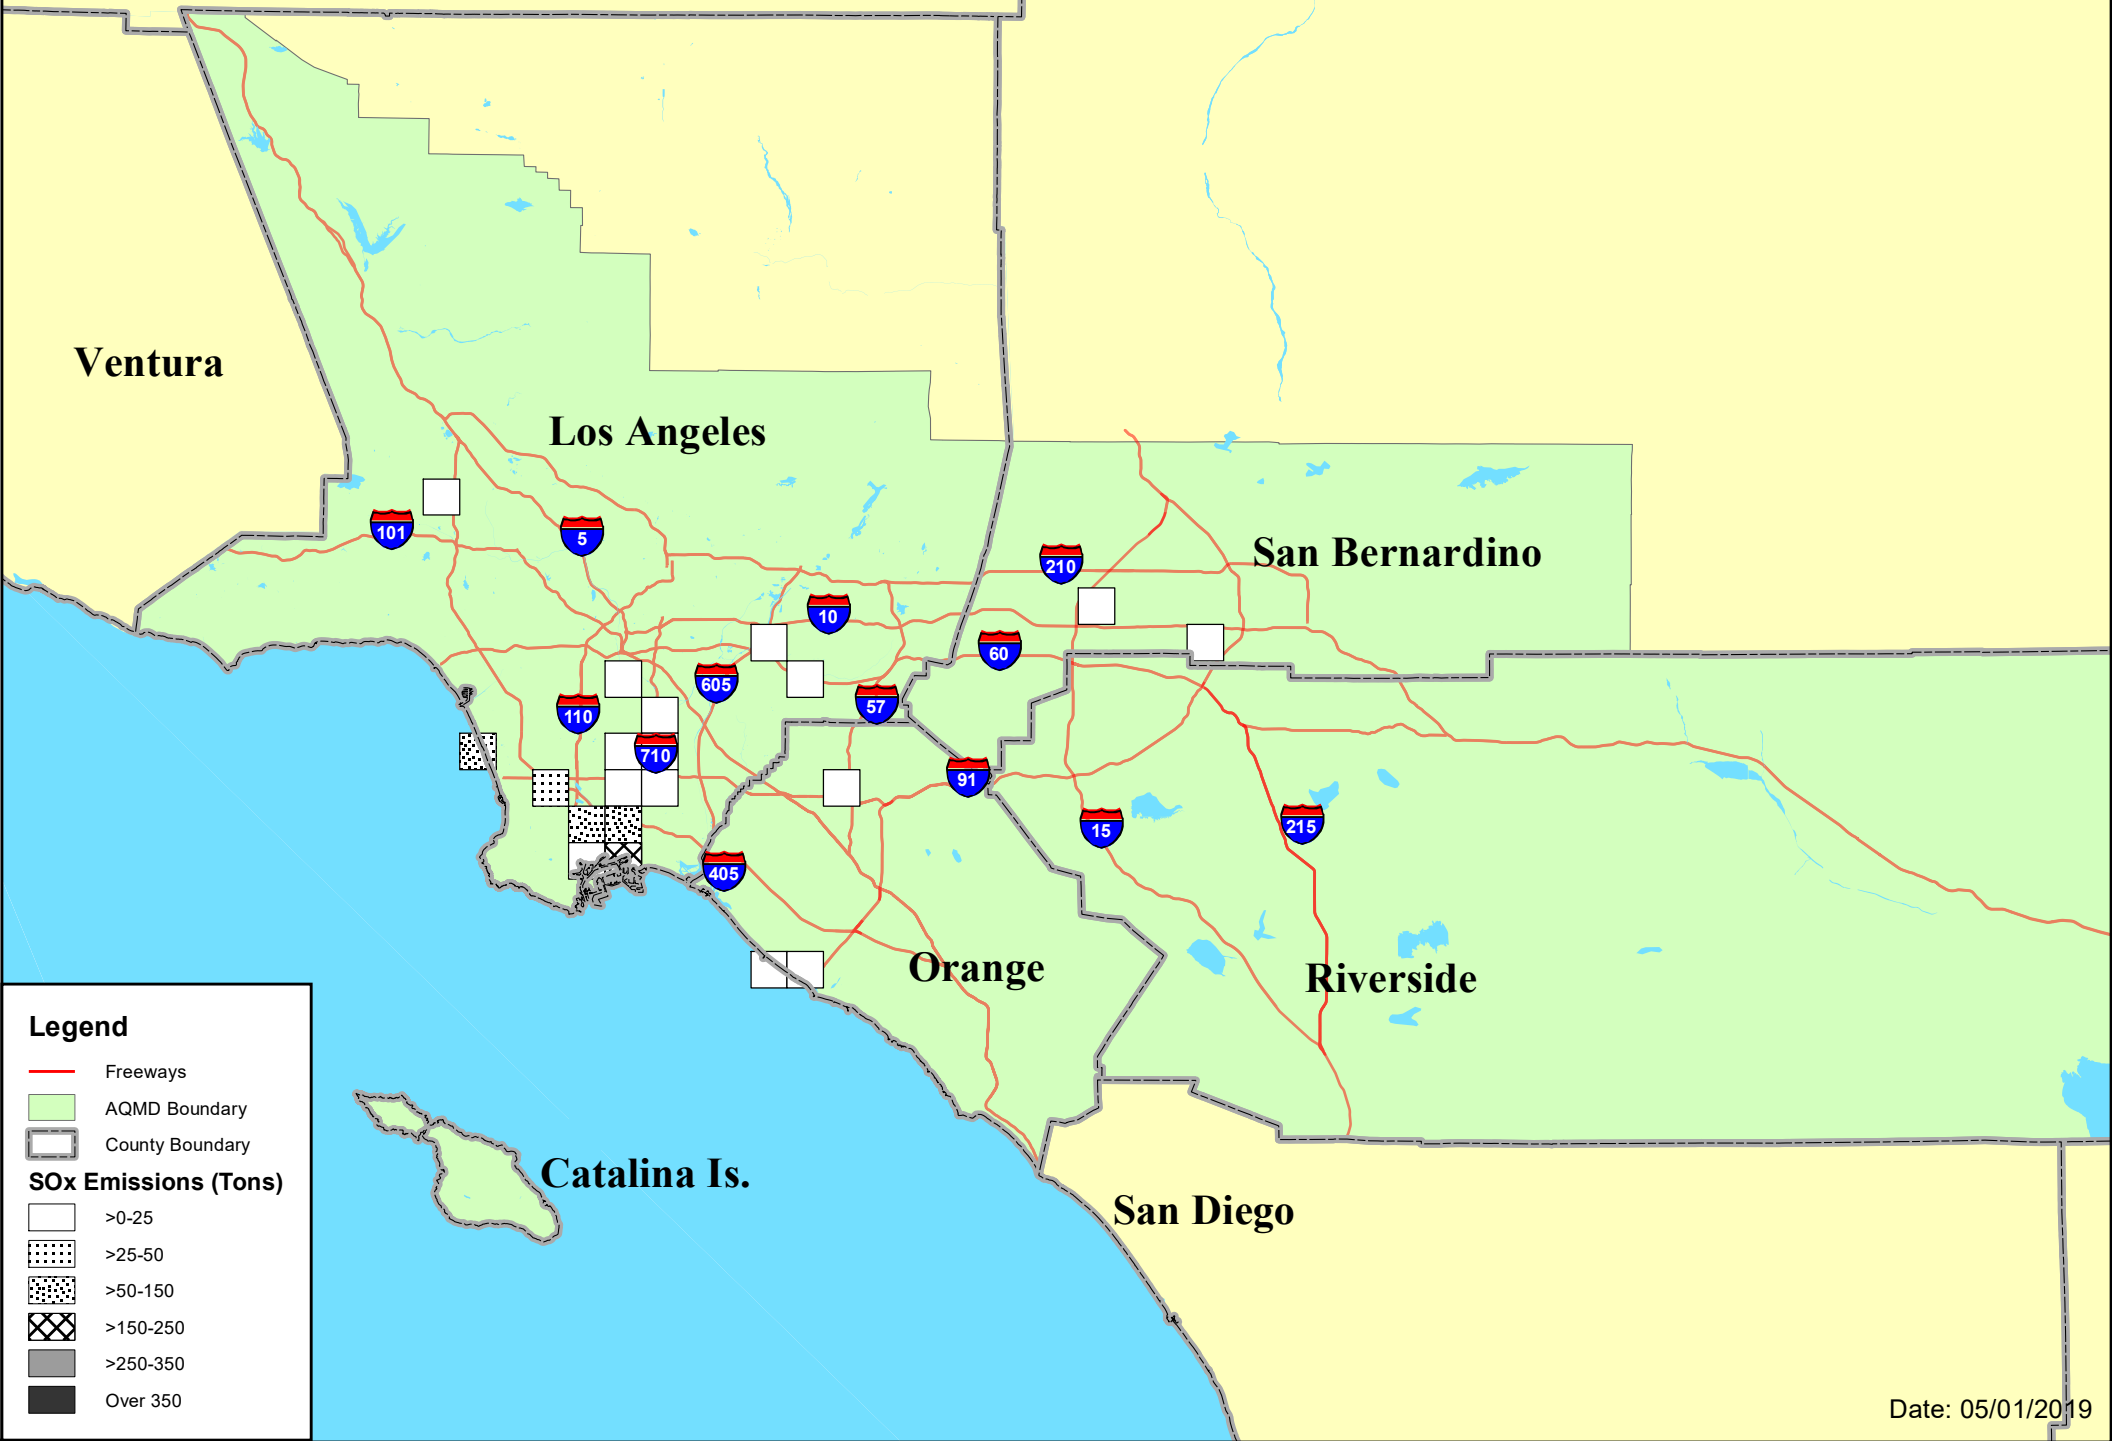 Ventura
Los Angeles
101
5
210
San Bernardino
10
60
605
57
110
710
91
15
215
405
Orange
Riverside
Catalina Is.
San Diego
Legend
Freeways
AQMD Boundary
County Boundary
SOx Emissions (Tons)
>0-25
>25-50
>50-150
>150-250
>250-350
Over 350
Date: 05/01/2019